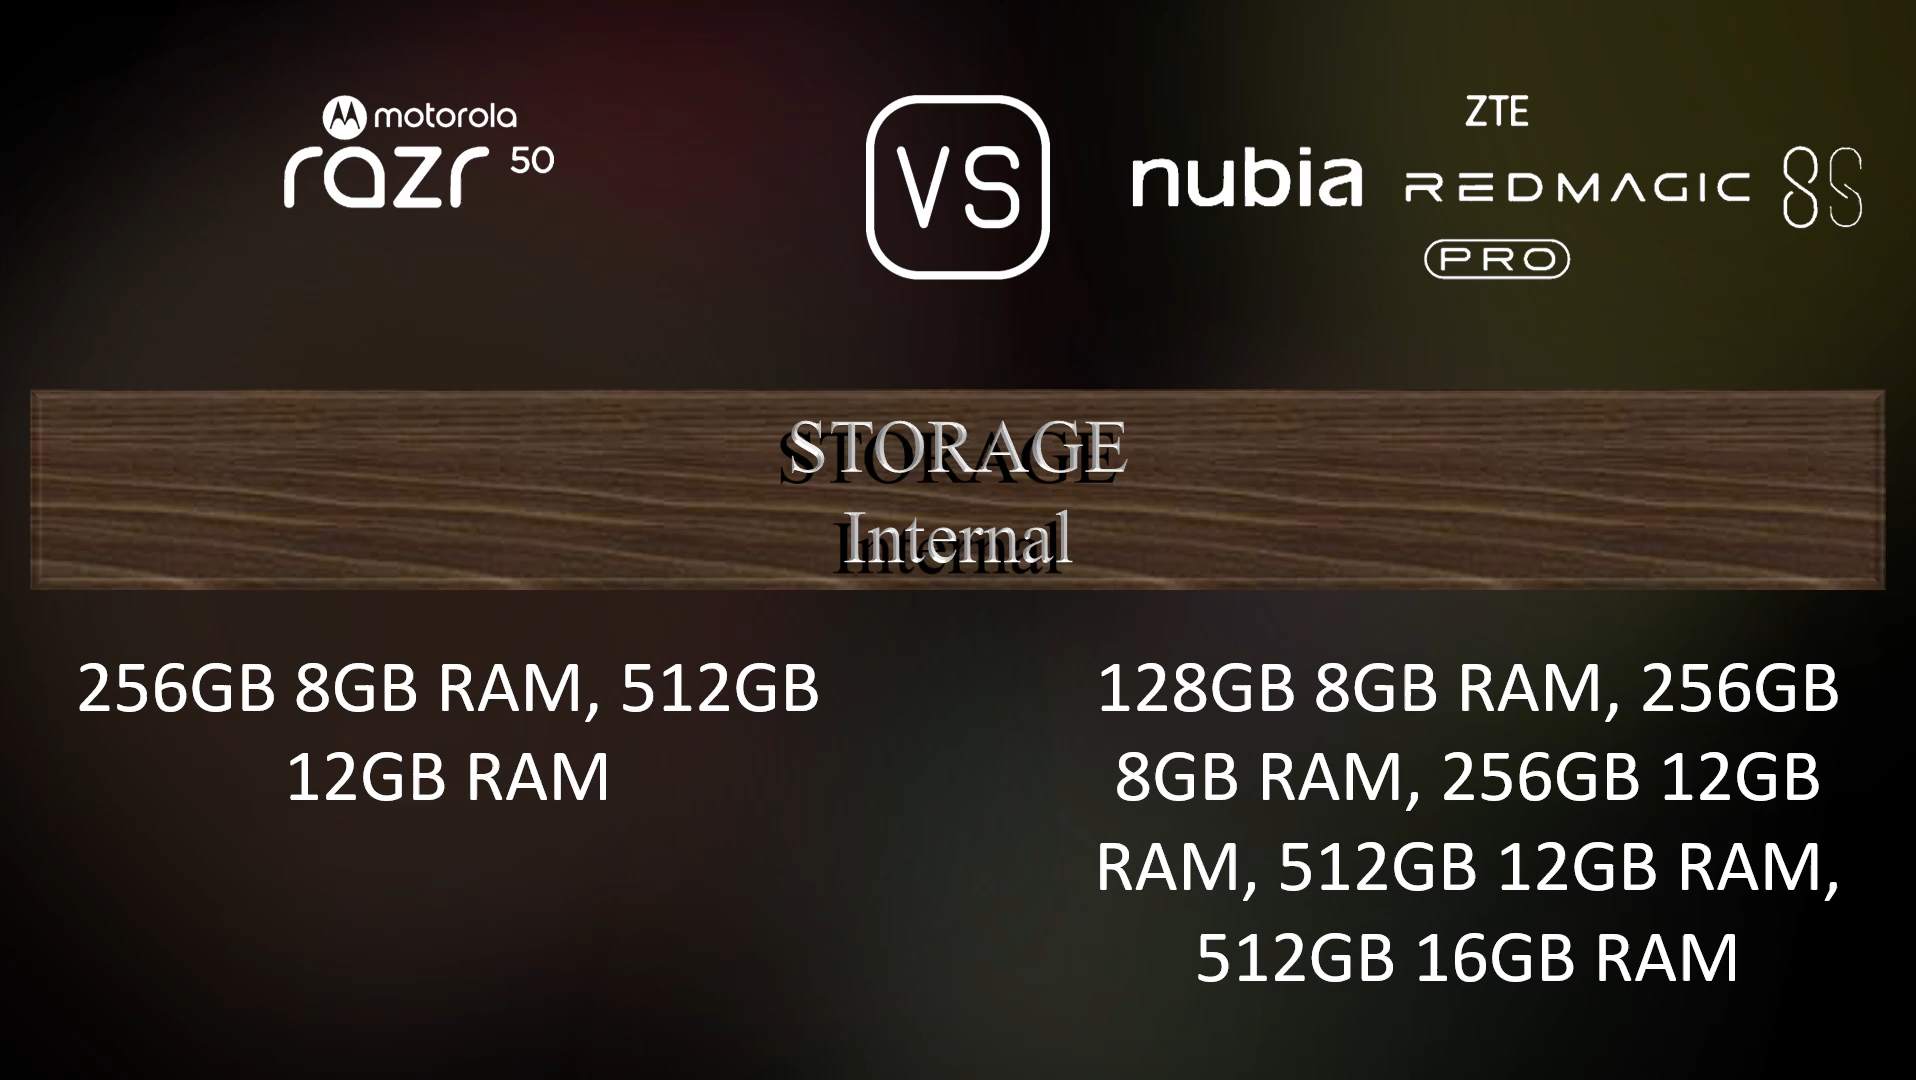 motorola
razr 50
VS
ZTE
nubia REDMAGIC 8S
PRO
STORAGE
Internal
256GB 8GB RAM, 512GB
12GB RAM
128GB 8GB RAM, 256GB
8GB RAM, 256GB 12GB
RAM, 512GB 12GB RAM,
512GB 16GB RAM